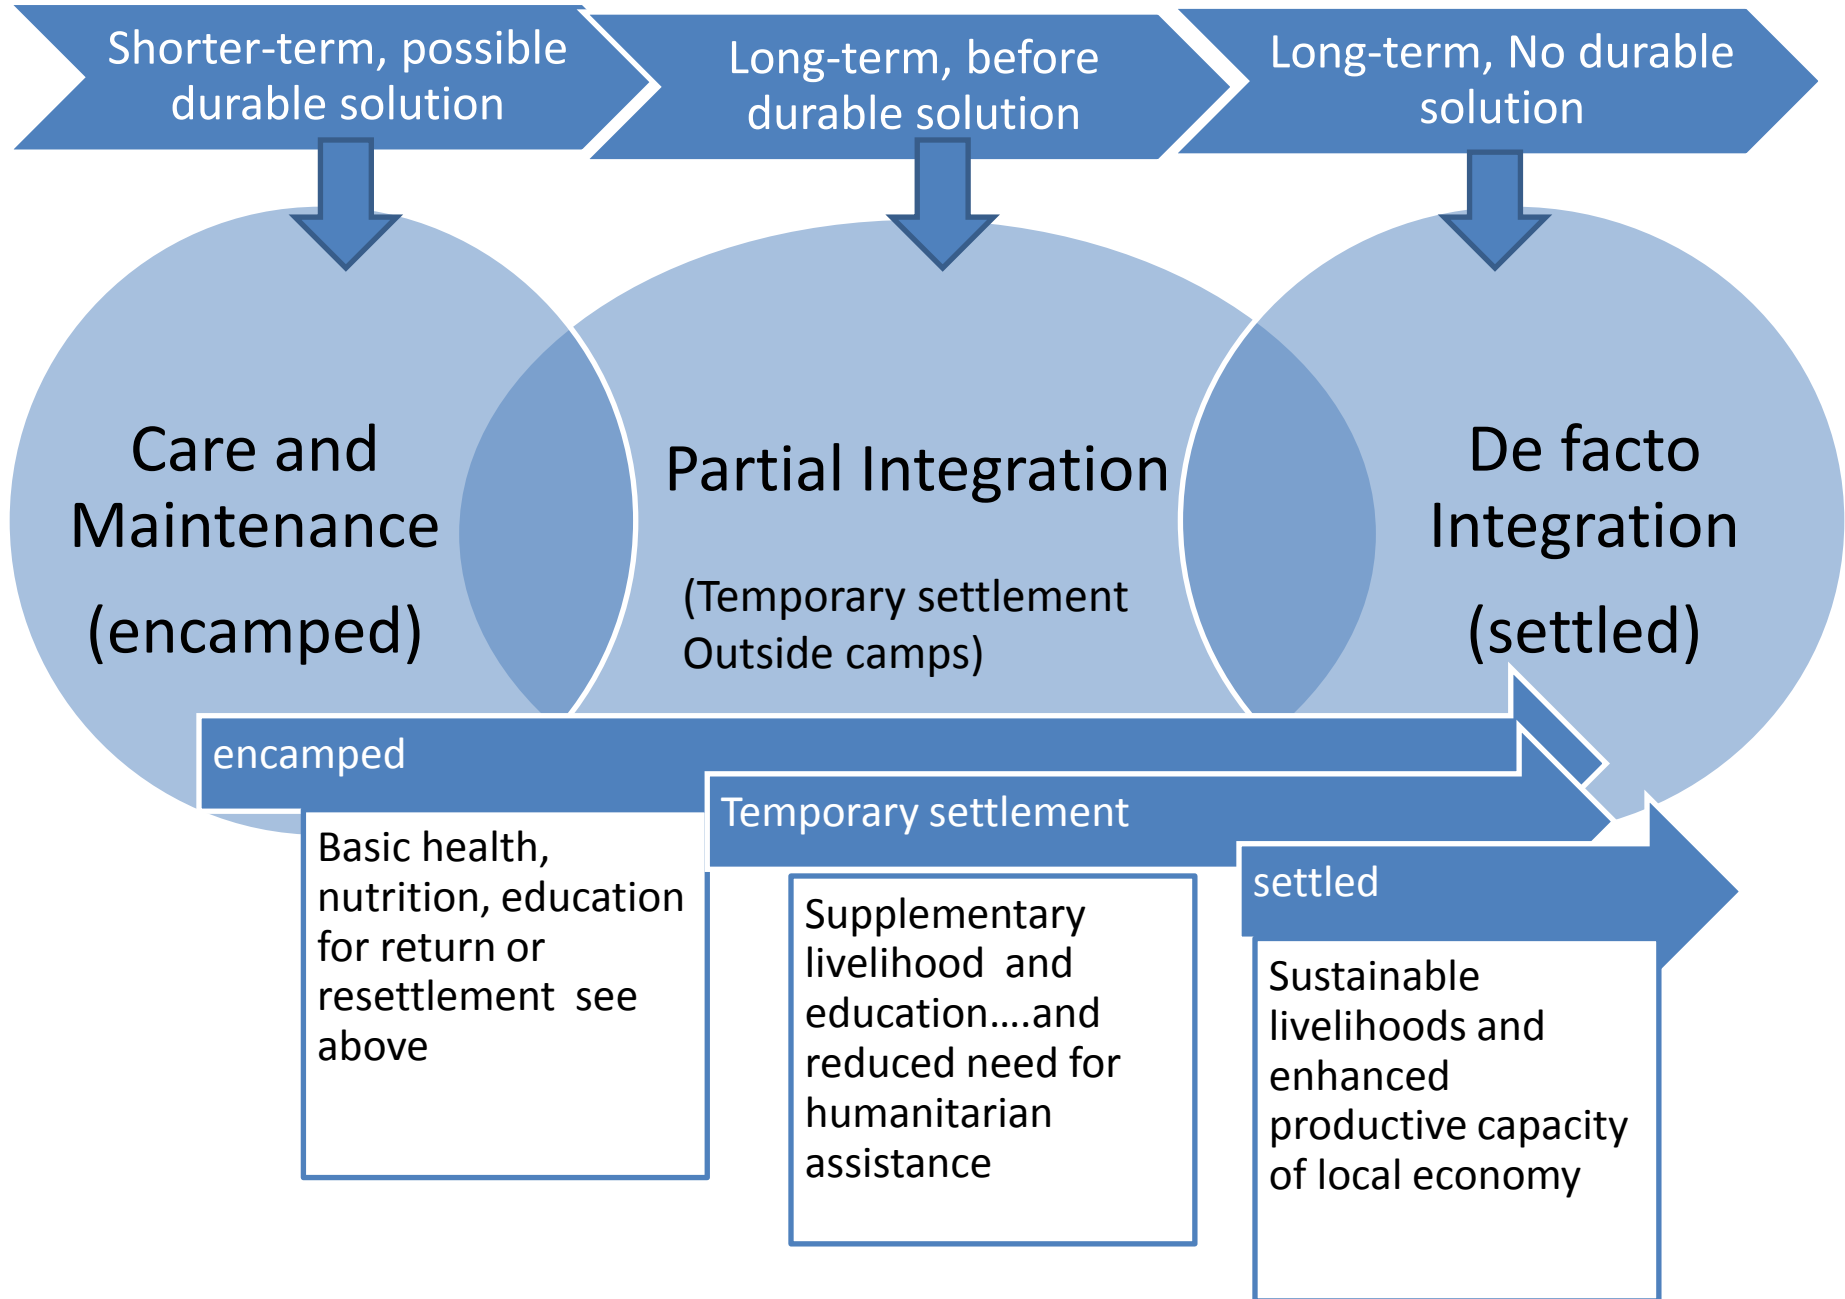 Shorter-term, possible
durable solution
Long-term, before
durable solution
Long-term, No durable
solution
Care and
Maintenance
(encamped)
Partial Integration
(Temporary settlement
Outside camps)
De facto
Integration
(settled)
encamped
Basic health,
nutrition, education
for return or
resettlement  see
above
Temporary settlement
Supplementary
livelihood  and
education....and
reduced need for
humanitarian
assistance
settled
Sustainable
livelihoods and
enhanced
productive capacity
of local economy